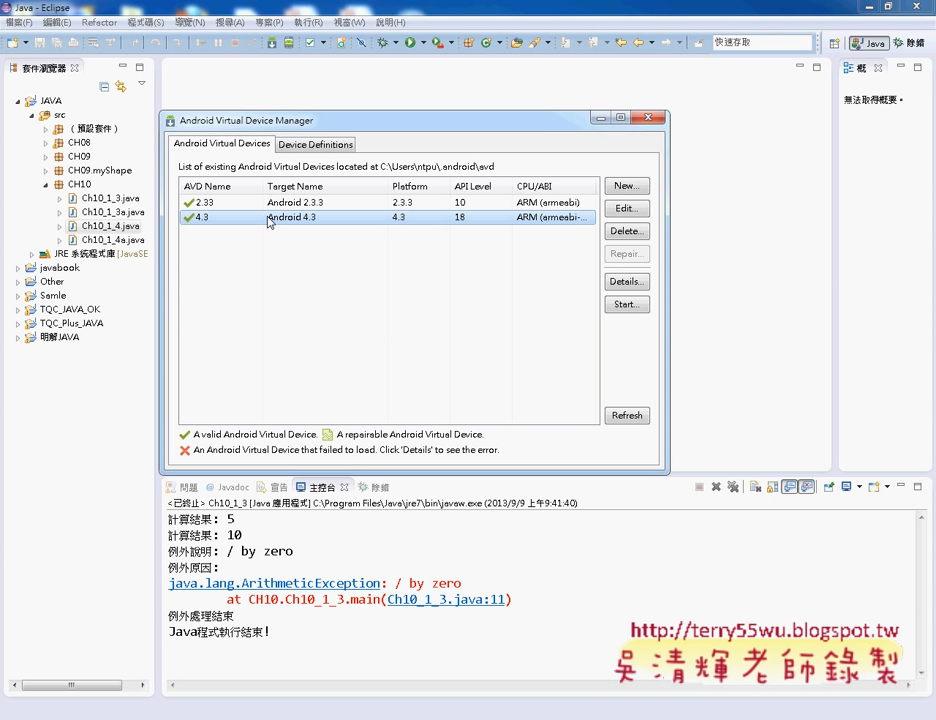 Java - Eclipse
檔案(F) 編輯(E) Refactor 程式碼(S) 導覽(N) 搜尋(A) 專案(P) 執行(R) 視窗(W) 說明(H)
快速存取
Java
除錯
套件瀏覽器
JAVA
src
(預設套件)
CH08
CH09
CH09.myShape
CH10
Ch10_1_3.java
Ch10_1_3a.java
Ch10_1_4.java
Ch10_1_4a.java
JRE 系統程式庫 [JavaSE
javabook
Other
Samle
TQC_JAVA_OK
TQC_Plus_JAVA
明解JAVA
Android Virtual Device Manager
Android Virtual Devices Device Definitions
List of existing Android Virtual Devices located at C:\Users\ntpu\.android\avd
AVD Name Target Name Platform API Level CPU/ABI
2.33 Android 2.3.3 2.3.3 10 ARM (armeabi)
4.3 Android 4.3 4.3 18 ARM (armeabi-...
New...
Edit...
Delete...
Repair...
Details...
Start...
Refresh
A valid Android Virtual Device. A repairable Android Virtual Device.
An Android Virtual Device that failed to load. Click 'Details' to see the error.
概
無法取得概要。
問題 Javadoc 宣告 主控台 除錯
<已終止> Ch10_1_3 [Java 應用程式] C:\Program Files\Java\jre7\bin\javaw.exe (2013/9/9 上午9:41:40)
計算結果: 5
計算結果: 10
例外說明: / by zero
例外原因:
java.lang.ArithmeticException: / by zero
at CH10.Ch10_1_3.main(Ch10_1_3.java:11)
例外處理結束
Java程式執行結束!
http://terry55wu.blogspot.tw
吳清輝老師錄製